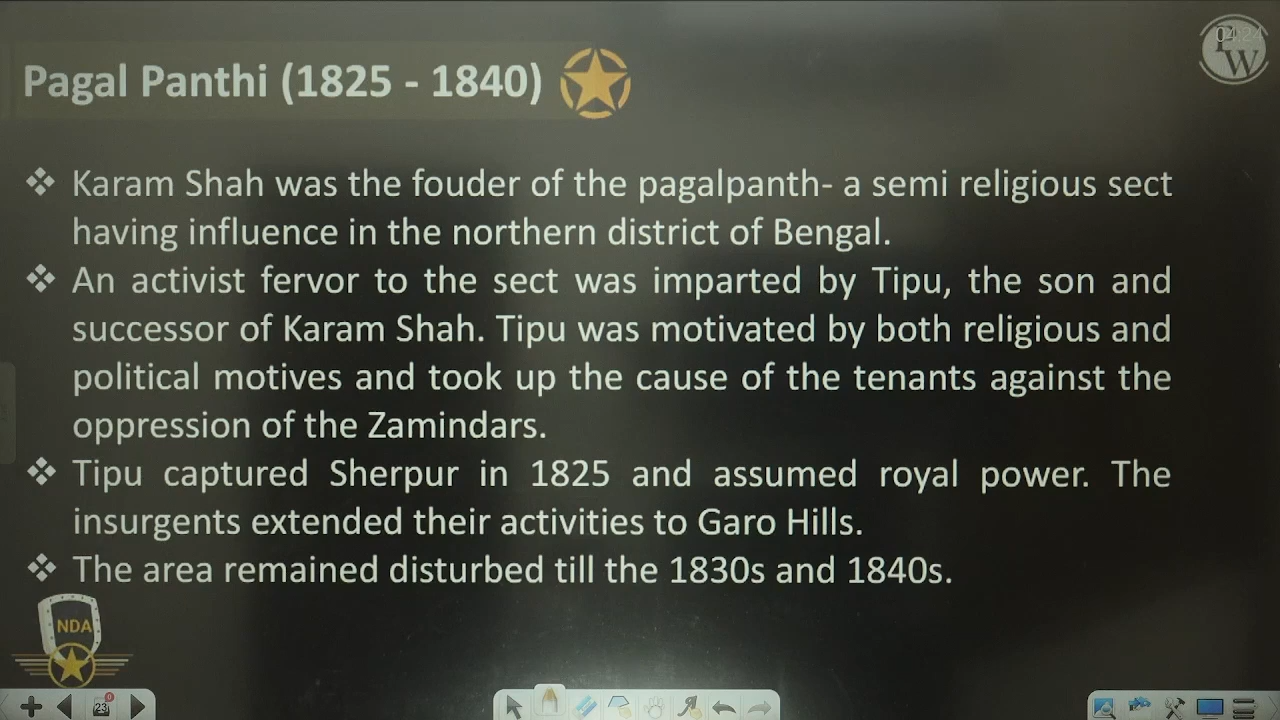 Pagal Panthi (1825 - 1840)
PW
❖ Karam Shah was the fouder of the pagalpanth- a semi religious sect
having influence in the northern district of Bengal.
❖ An activist fervor to the sect was imparted by Tipu, the son and
successor of Karam Shah. Tipu was motivated by both religious and
political motives and took up the cause of the tenants against the
oppression of the Zamindars.
❖ Tipu captured Sherpur in 1825 and assumed royal power. The
insurgents extended their activities to Garo Hills.
❖ The area remained disturbed till the 1830s and 1840s.
NDA
23